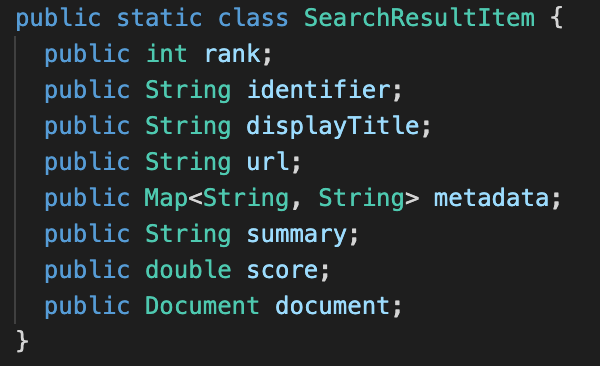 public static class SearchResultItem {
  public int rank;
  public String identifier;
  public String displayTitle;
  public String url;
  public Map<String, String> metadata;
  public String summary;
  public double score;
  public Document document;
}